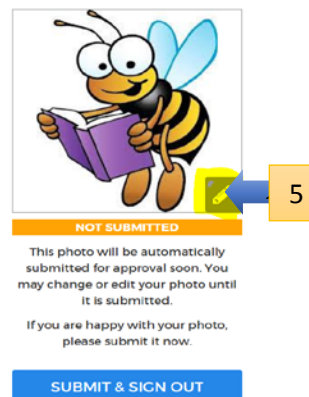 5
NOT SUBMITTED
This photo will be automatically
submitted for approval soon. You
may change or edit your photo until
it is submitted.
If you are happy with your photo,
please submit it now.
SUBMIT & SIGN OUT